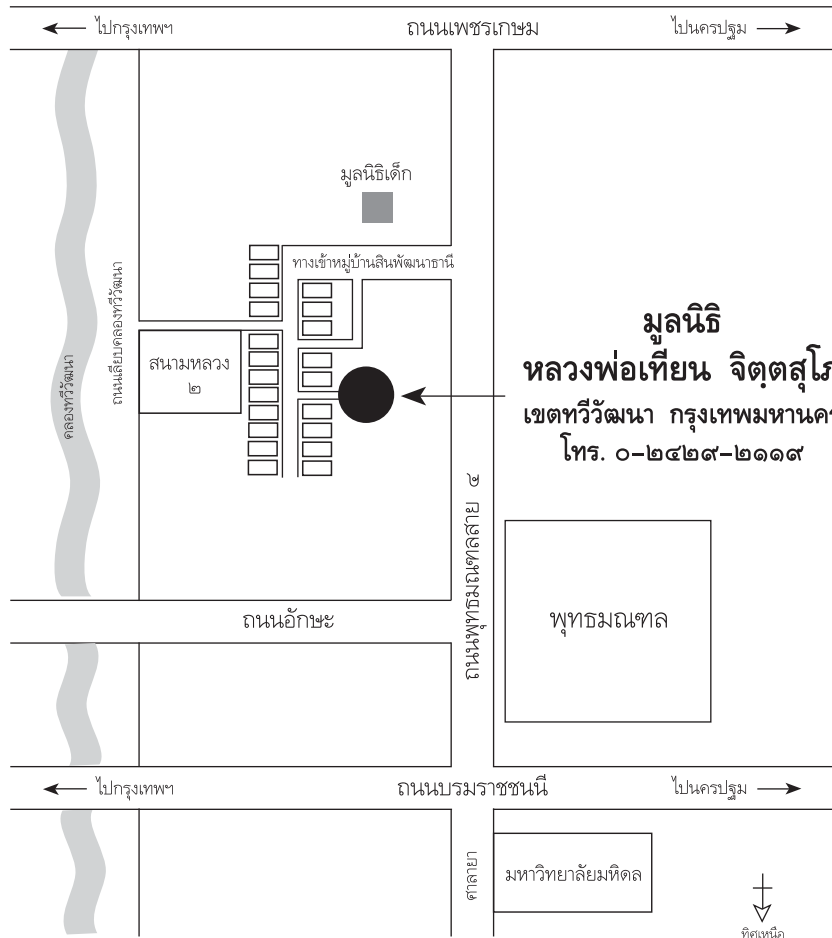 ไปกรุงเทพฯ
ถนนเพชรเกษม
ไปนครปฐม
มูลนิธิเด็ก
ทางเข้าหมู่บ้านสินพัฒนาธานี
คลองทวีวัฒนา
ถนนเลียบคลองทวีวัฒนา
สนามหลวง
๒
มูลนิธิ
หลวงพ่อเทียน จิตฺตสุโภ
เขตทวีวัฒนา กรุงเทพมหานคร
โทร. ๐-๒๔๒๙-๒๑๑๙
ถนนพุทธมณฑลสาย ๔
ถนนอักษะ
พุทธมณฑล
ไปกรุงเทพฯ
ถนนบรมราชชนนี
ไปนครปฐม
ศาลายา
มหาวิทยาลัยมหิดล
ทิศเหนือ